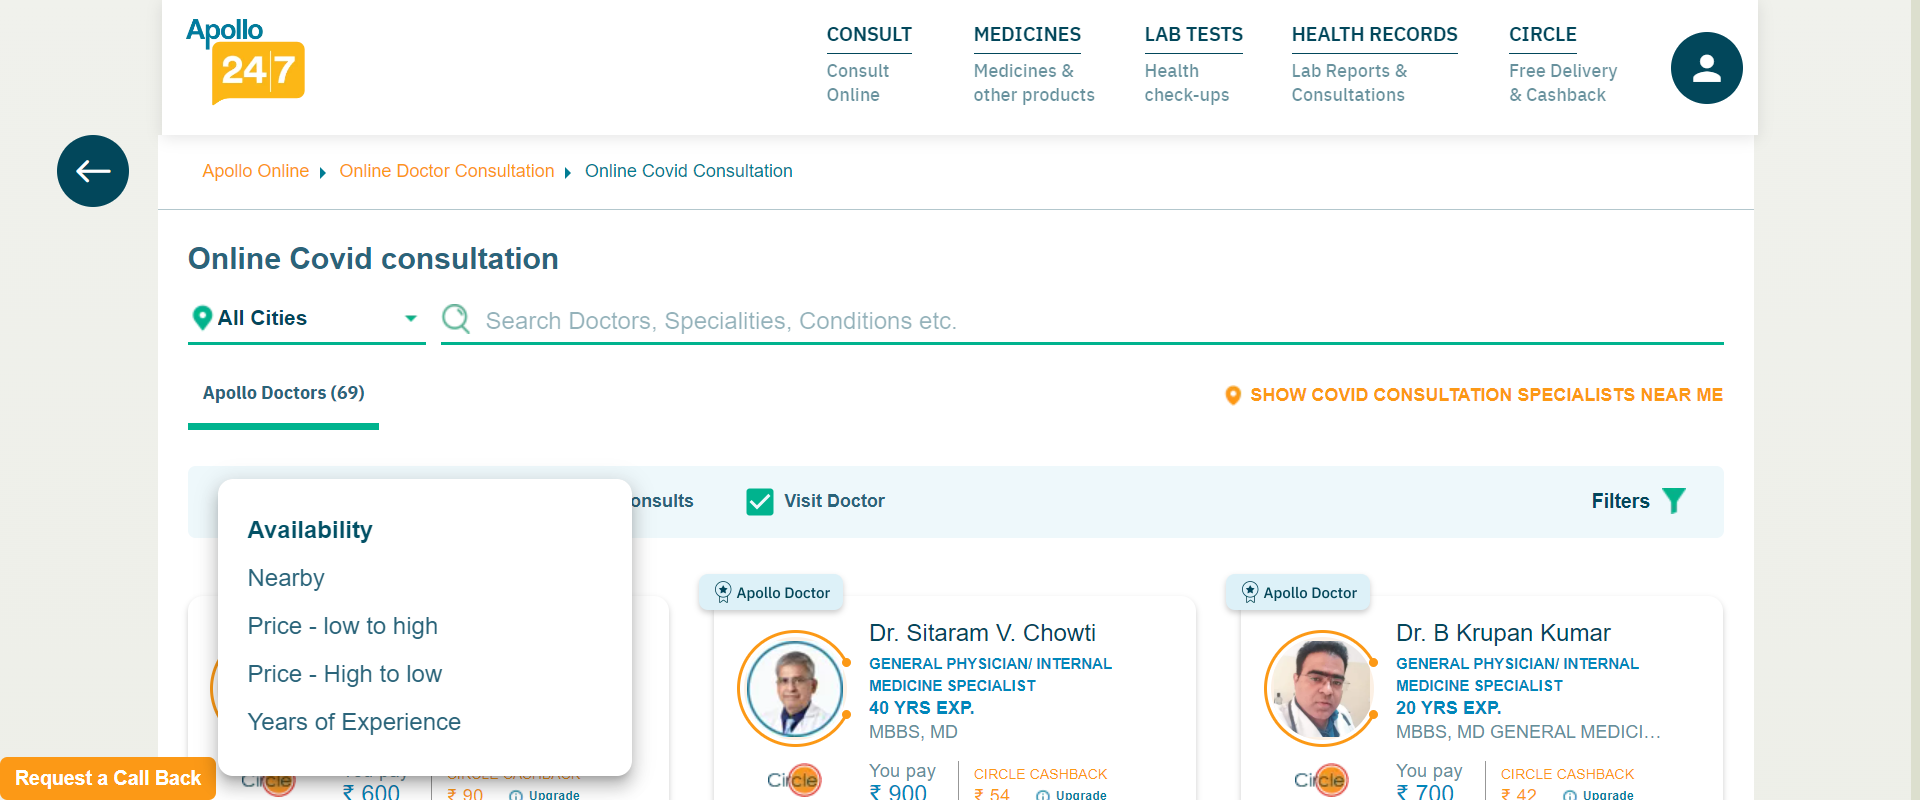 Apollo
24|7
CONSULT
Consult
Online
MEDICINES
Medicines &
other products
LAB TESTS
Health
check-ups
HEALTH RECORDS
Lab Reports &
Consultations
CIRCLE
Free Delivery
& Cashback
Apollo Online
Online Doctor Consultation
Online Covid Consultation
Online Covid consultation
All Cities
Search Doctors, Specialities, Conditions etc.
Apollo Doctors (69)
SHOW COVID CONSULTATION SPECIALISTS NEAR ME
onsults
Visit Doctor
Filters
Availability
Nearby
Price - low to high
Price - High to low
Years of Experience
Request a Call Back
Circle
You pay
₹ 600
CIRCLE CASHBACK
₹ 90
Upgrade
Apollo Doctor
Dr. Sitaram V. Chowti
GENERAL PHYSICIAN/ INTERNAL
MEDICINE SPECIALIST
40 YRS EXP.
MBBS, MD
Circle
You pay
₹ 900
CIRCLE CASHBACK
₹ 54
Upgrade
Apollo Doctor
Dr. B Krupan Kumar
GENERAL PHYSICIAN/ INTERNAL
MEDICINE SPECIALIST
20 YRS EXP.
MBBS, MD GENERAL MEDICI...
Circle
You pay
₹ 700
CIRCLE CASHBACK
₹ 42
Upgrade